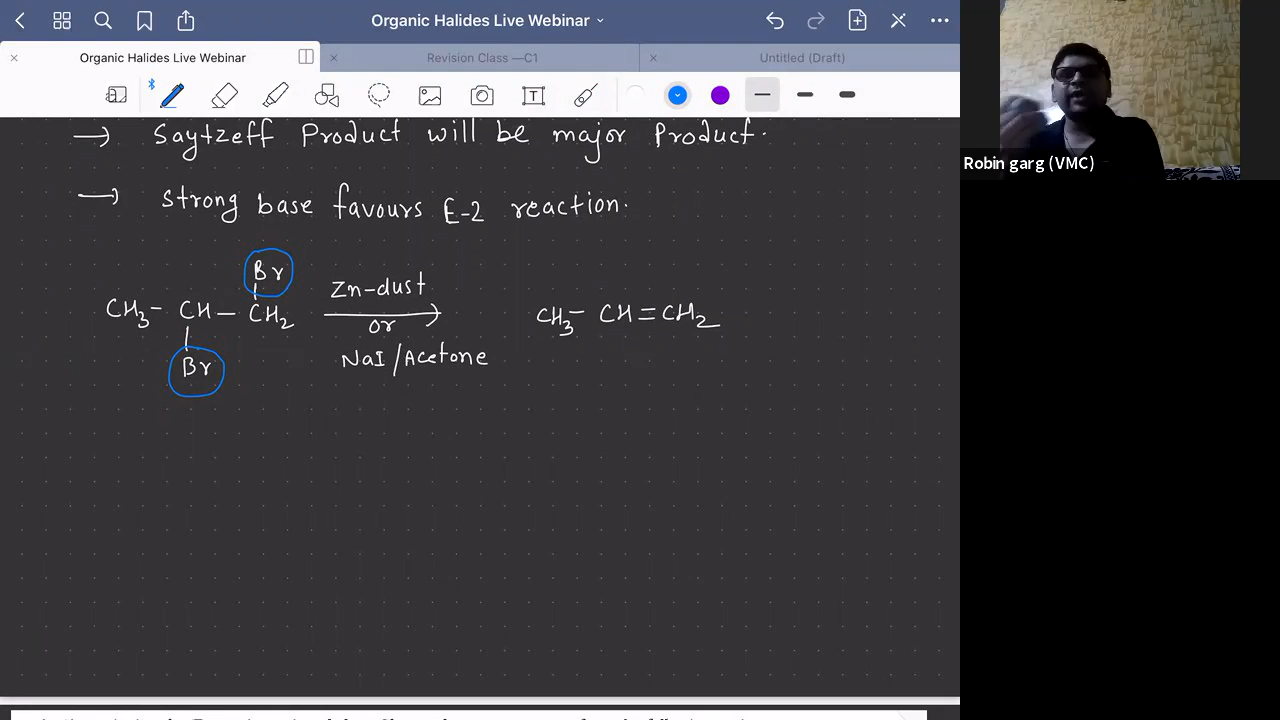 Organic Halides Live Webinar
Organic Halides Live Webinar
Revision Class —C1
Untitled (Draft)
T
Robin garg (VMC)
→ Saytzeff Product will be major Product.
→ Strong base favours E-2 reaction.
Br
Zn-dust
CH3- CH - CH2
CH3- CH=CH2
or
Br
NaI/Acetone